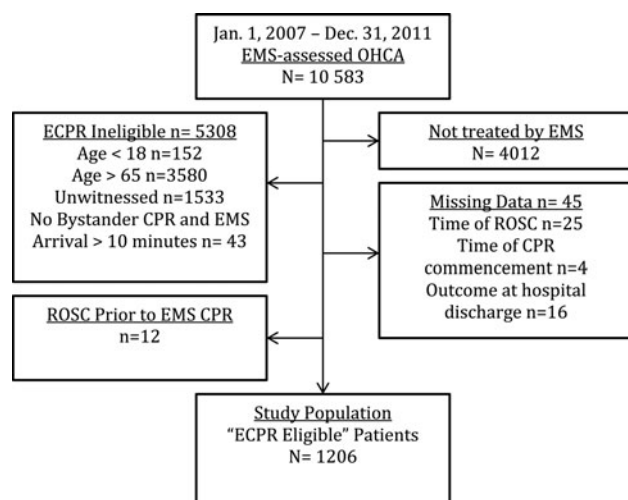 Jan. 1, 2007 – Dec. 31, 2011
EMS-assessed OHCA
N= 10 583
Not treated by EMS
N= 4012
ECPR Ineligible n= 5308
Age < 18 n=152
Age > 65 n=3580
Unwitnessed n=1533
No Bystander CPR and EMS
Arrival > 10 minutes n= 43
Missing Data n= 45
Time of ROSC n=25
Time of CPR
commencement n=4
Outcome at hospital
discharge n=16
ROSC Prior to EMS CPR
n=12
Study Population
“ECPR Eligible” Patients
N= 1206